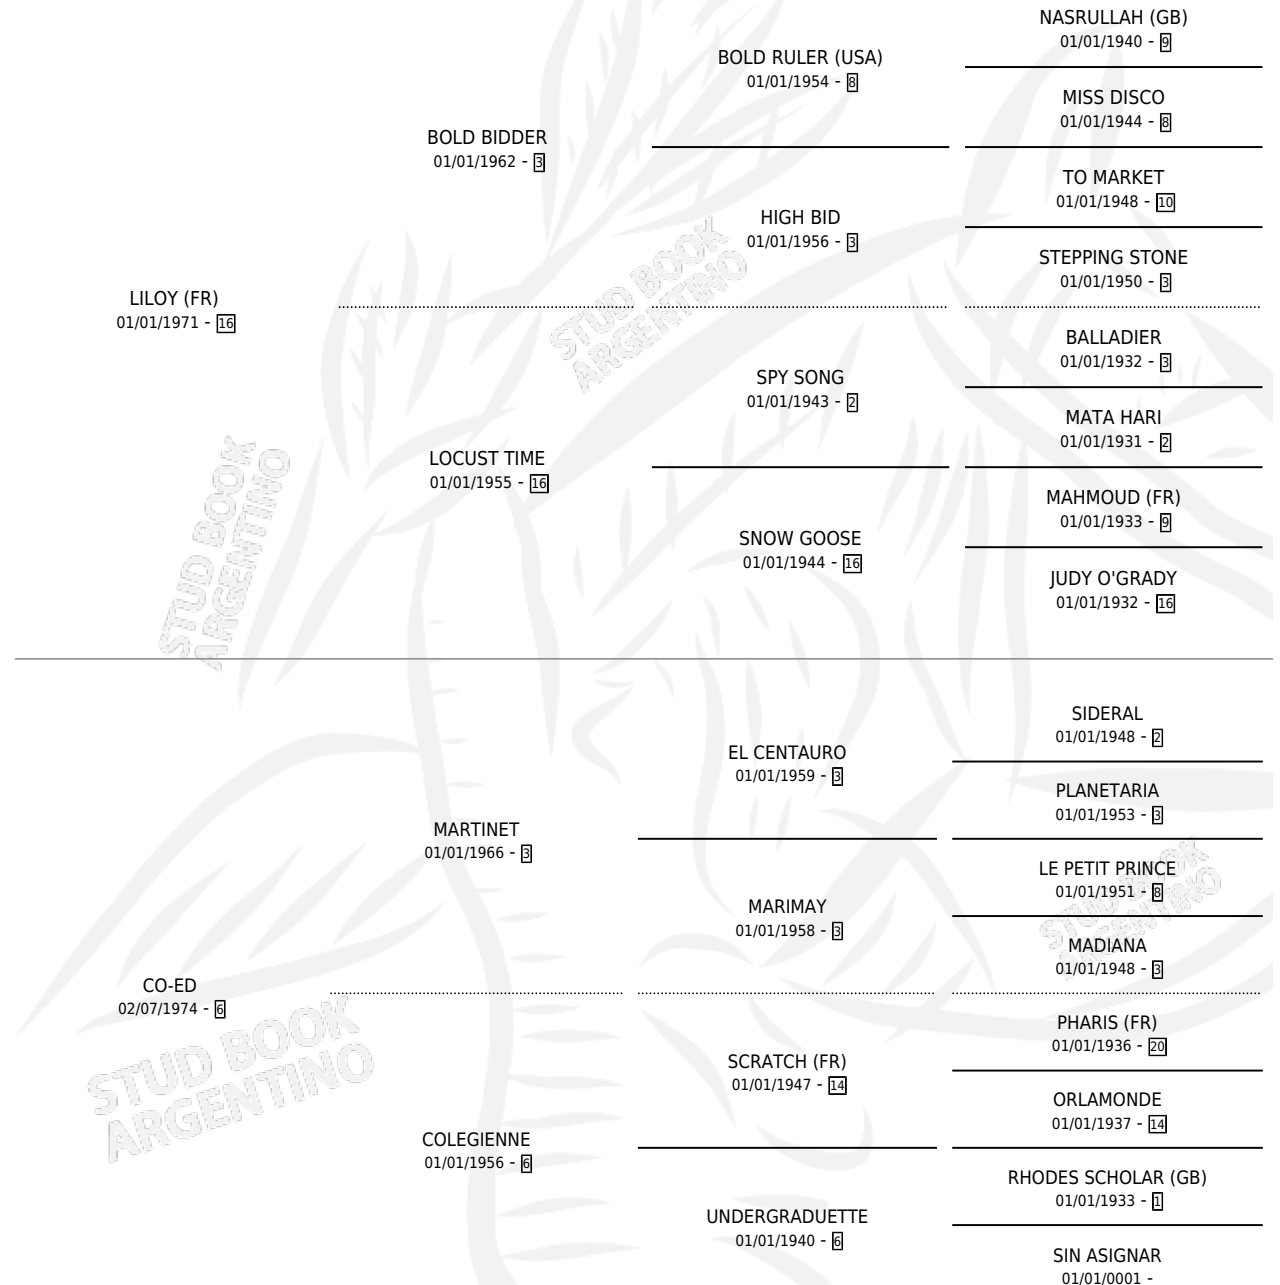 NASRULLAH (GB)
01/01/1940 - 9
BOLD RULER (USA)
01/01/1954 - 8
MISS DISCO
01/01/1944 - 8
BOLD BIDDER
01/01/1962 - 3
TO MARKET
01/01/1948 - 10
HIGH BID
01/01/1956 - 3
STEPPING STONE
01/01/1950 - 3
LILOY (FR)
01/01/1971 - 16
BALLADIER
01/01/1932 - 3
SPY SONG
01/01/1943 - 2
MATA HARI
01/01/1931 - 2
LOCUST TIME
01/01/1955 - 16
MAHMOUD (FR)
01/01/1933 - 9
SNOW GOOSE
01/01/1944 - 16
JUDY O'GRADY
01/01/1932 - 16
SIDERAL
01/01/1948 - 2
EL CENTAURO
01/01/1959 - 3
PLANETARIA
01/01/1953 - 3
MARTINET
01/01/1966 - 3
LE PETIT PRINCE
01/01/1951 - 8
MARIMAY
01/01/1958 - 3
MADIANA
01/01/1948 - 3
CO-ED
02/07/1974 - 6
PHARIS (FR)
01/01/1936 - 20
SCRATCH (FR)
01/01/1947 - 14
ORLAMONDE
01/01/1937 - 14
COLEGIENNE
01/01/1956 - 6
RHODES SCHOLAR (GB)
01/01/1933 - 1
UNDERGRADUETTE
01/01/1940 - 6
SIN ASIGNAR
01/01/0001 -
STUD BOOK
ARGENTINO
STUD BOOK
ARGENTINO
STUD BOOK
ARGENTINO
STUD BOOK
ARGENTINO